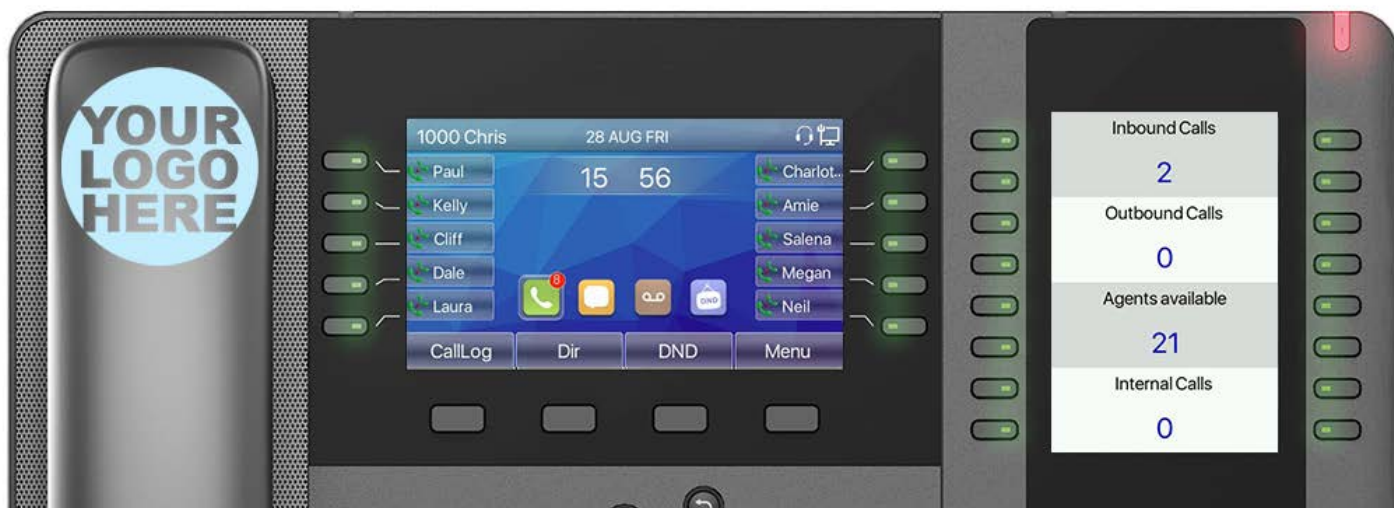 YOUR
LOGO
HERE
1000 Chris 28 AUG FRI
Paul
Kelly
Cliff
Dale
Laura
15 56
8
DND
Charlot...
Amie
Salena
Megan
Neil
CallLog Dir DND Menu
Inbound Calls
2
Outbound Calls
0
Agents available
21
Internal Calls
0